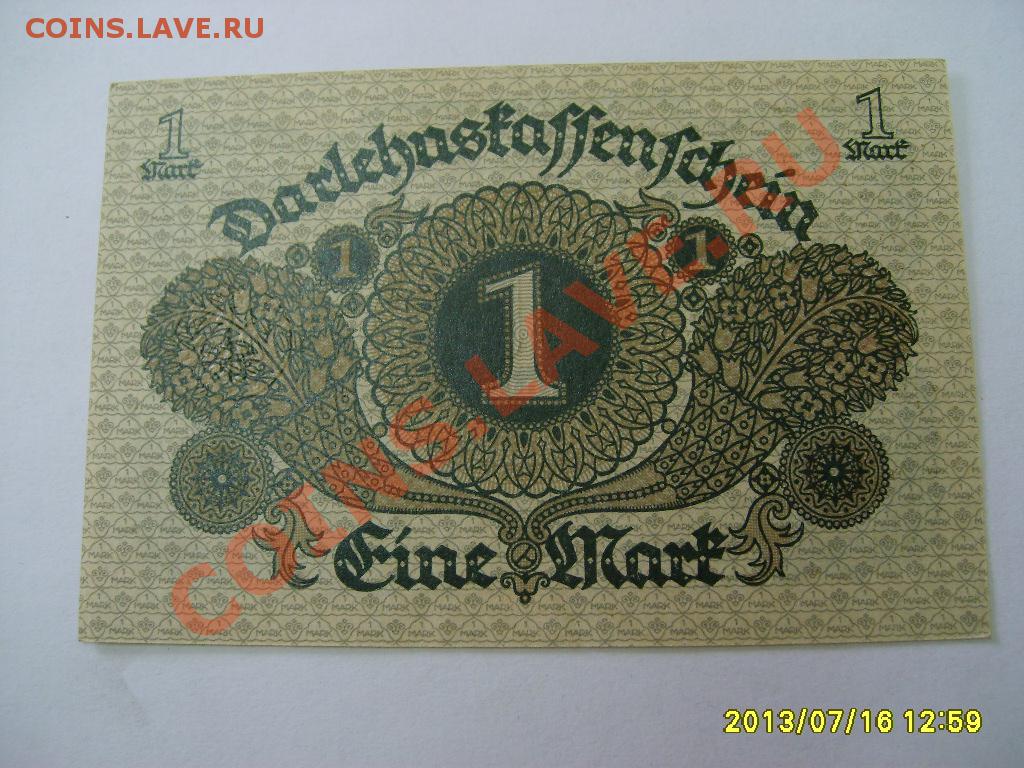 COINS.LAVE.RU
1 1
Mark Mark
Darlehnskassenschein
1 1
1
COINS.LAVE.RU
Eine Mark
2013/07/16 12:59